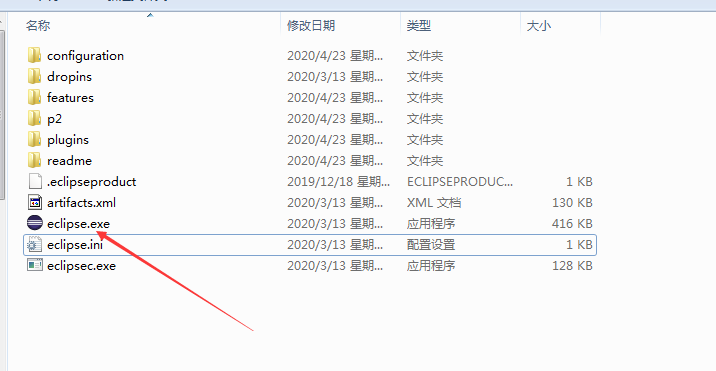 名称 修改日期 类型 大小
configuration 2020/4/23 星期... 文件夹
dropins 2020/3/13 星期... 文件夹
features 2020/4/23 星期... 文件夹
p2 2020/4/23 星期... 文件夹
plugins 2020/4/23 星期... 文件夹
readme 2020/4/23 星期... 文件夹
.eclipseproduct 2019/12/18 星期... ECLIPSEPRODUC... 1 KB
artifacts.xml 2020/3/13 星期... XML 文档 130 KB
eclipse.exe 2020/3/13 星期... 应用程序 416 KB
eclipse.ini 2020/3/13 星期... 配置设置 1 KB
eclipsec.exe 2020/3/13 星期... 应用程序 128 KB